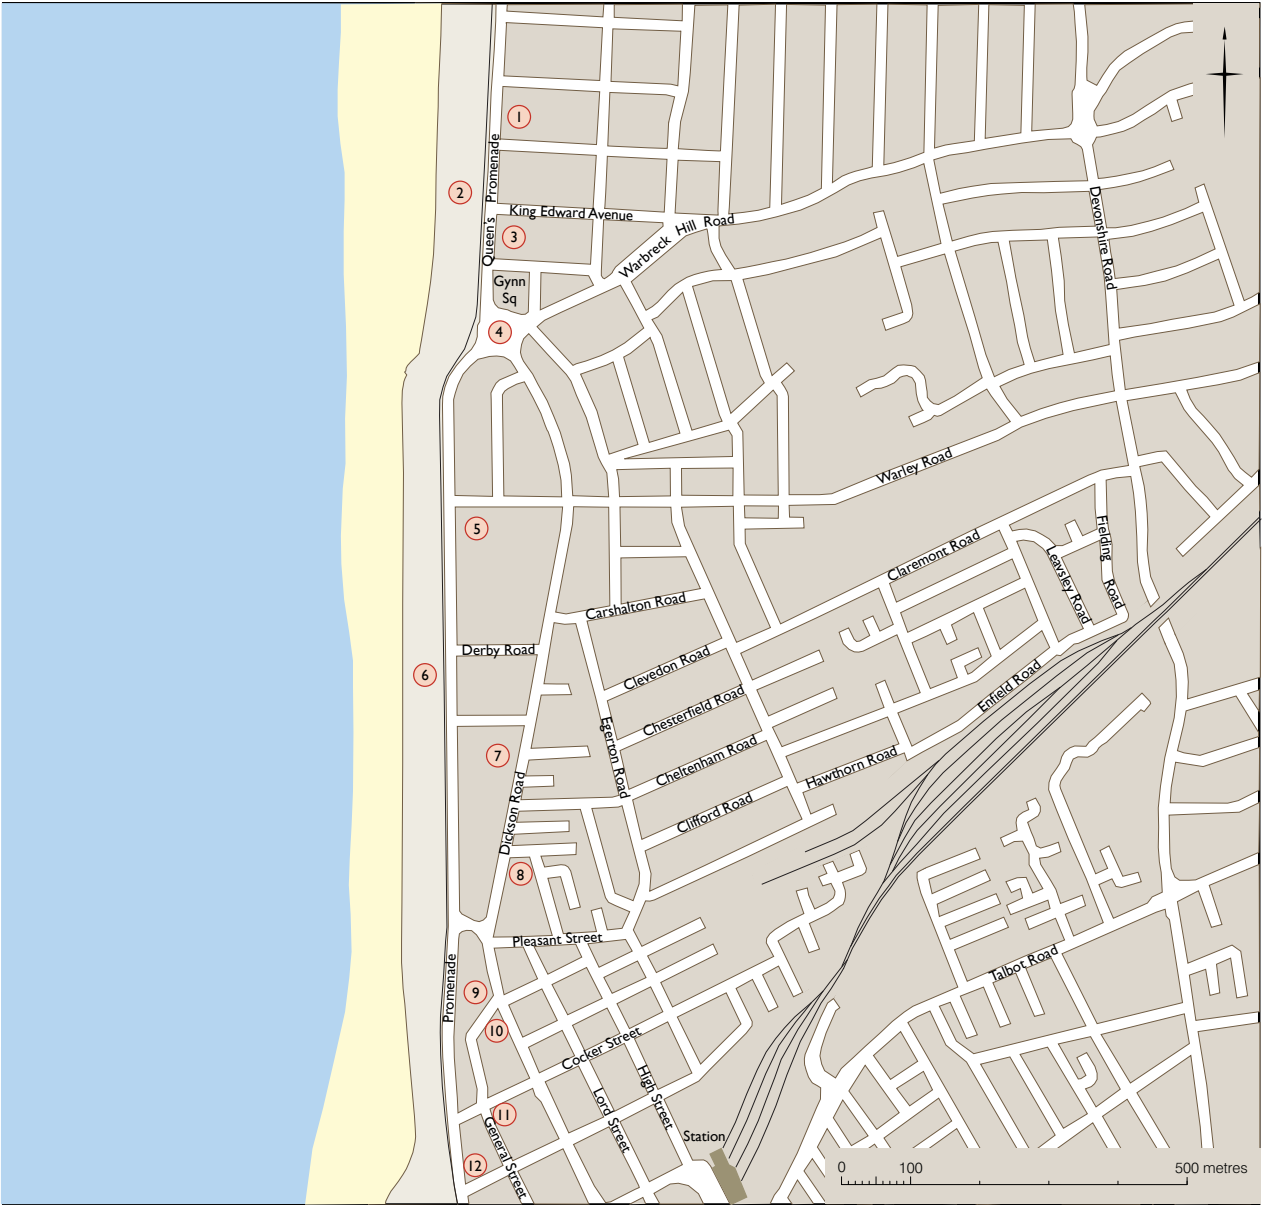 1
Queen's Promenade
2
King Edward Avenue
3
Warbreck Hill Road
Devonshire Road
Gynn
Sq
4
Warley Road
5
Claremont Road
Fielding Road
Leavsley Road
Carshalton Road
Derby Road
Clevedon Road
6
Enfield Road
Chesterfield Road
Egerton Road
7
Cheltenham Road
Hawthorn Road
Dickson Road
Clifford Road
8
Pleasant Street
Talbot Road
Promenade
9
10
Cocker Street
High Street
Lord Street
11
General Street
Station
12
0 100 500 metres